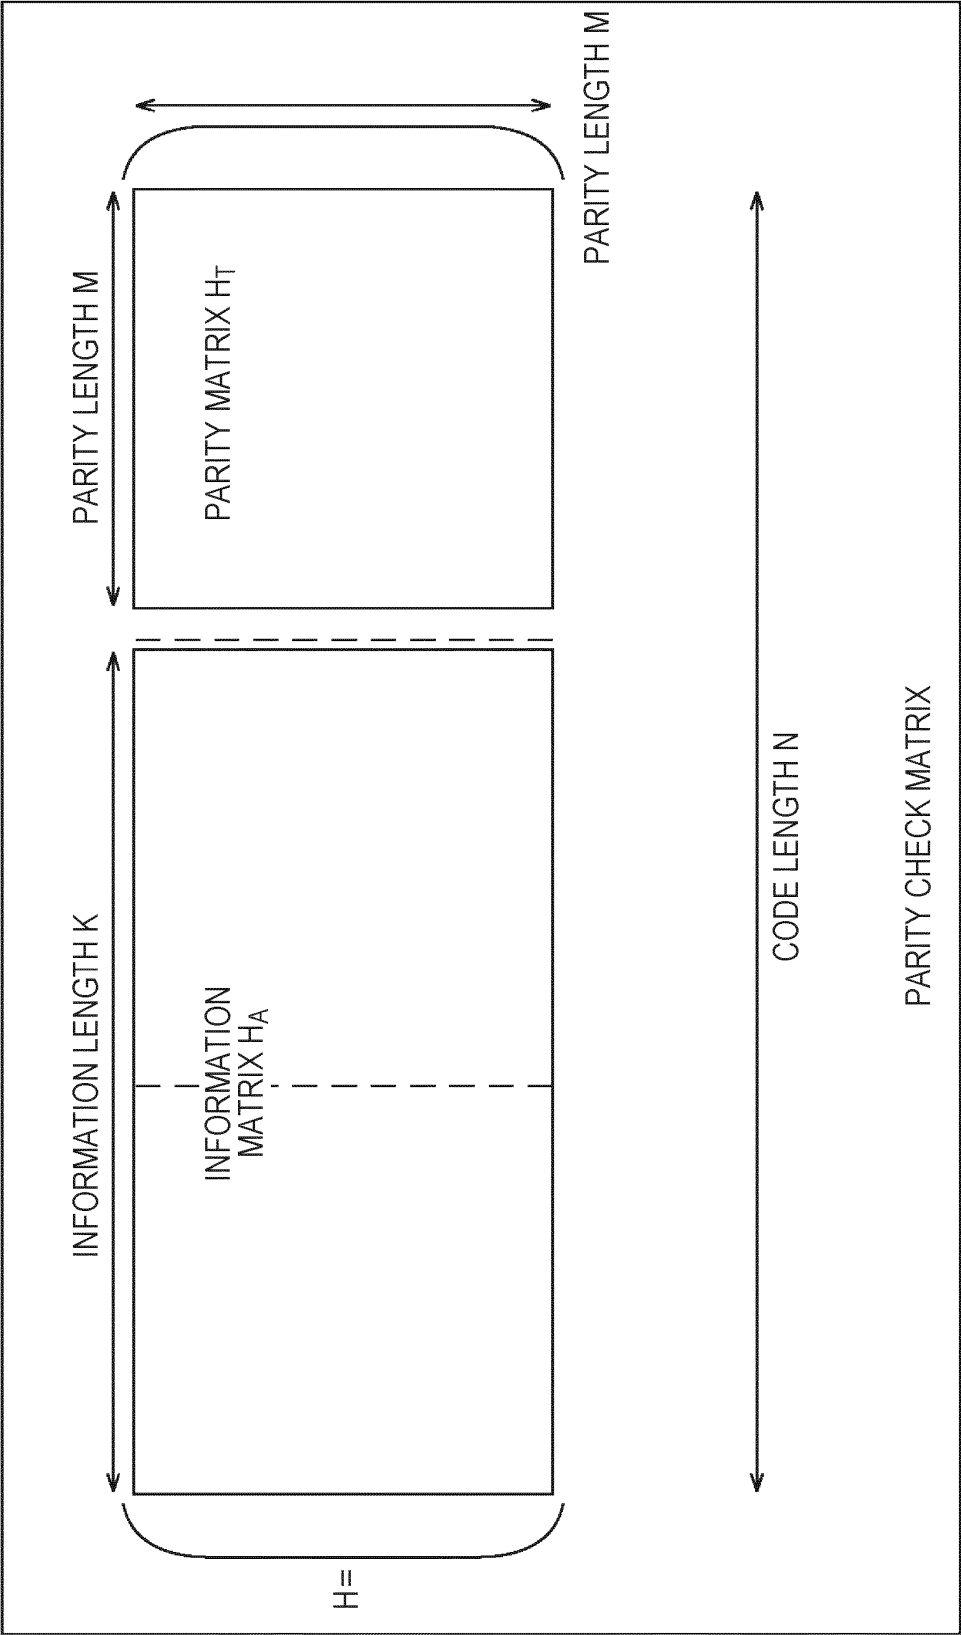 INFORMATION LENGTH K
PARITY LENGTH M
H=
INFORMATION
MATRIX HA
PARITY MATRIX HT
PARITY LENGTH M
CODE LENGTH N
PARITY CHECK MATRIX